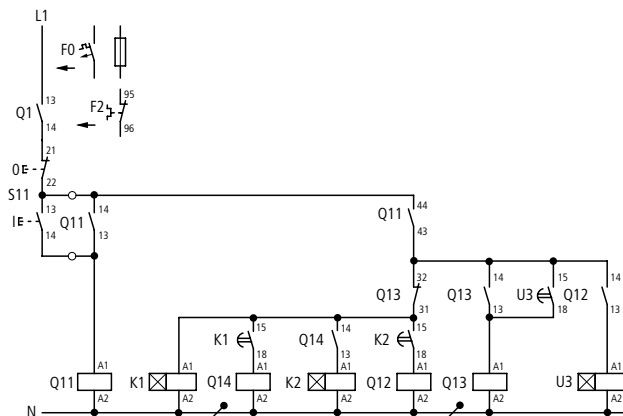 L1
F0
F2 95
96
Q1 13
14
0 E 21
22
S11
I E 13
14
Q11 14
13
Q11 44
43
Q13 32
31
Q13 14
13
U3 15
18
Q12 14
13
K1 15
18
Q14 14
13
K2 15
18
Q11 A1
A2
K1 A1
A2
Q14 A1
A2
K2 A1
A2
Q12 A1
A2
Q13 A1
A2
U3 A1
A2
N